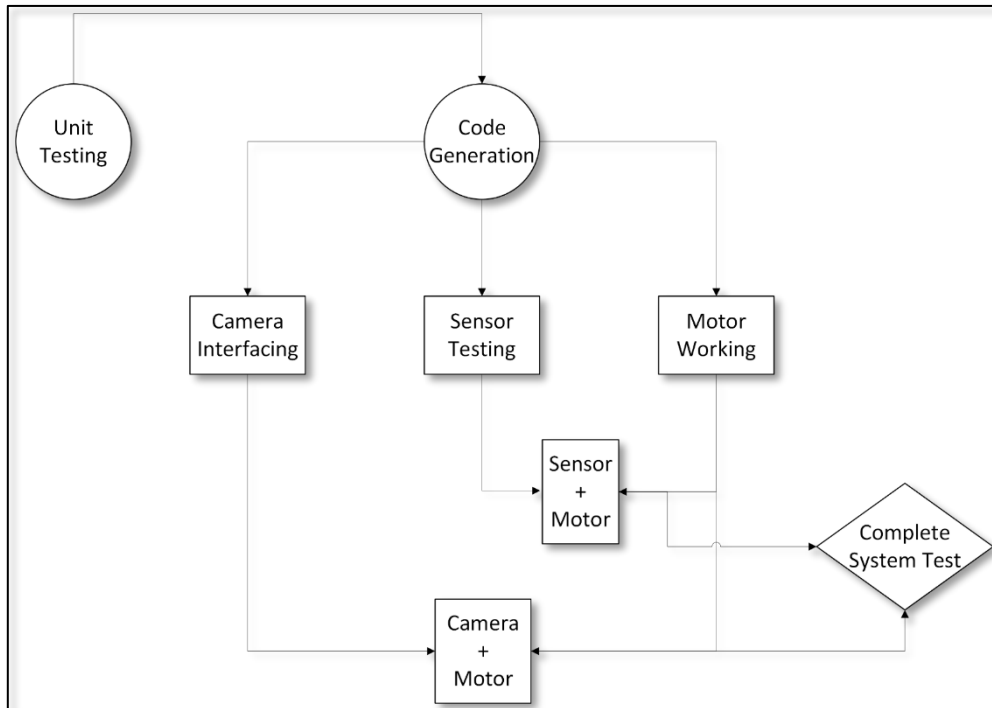 Unit
Testing
Code
Generation
Camera
Interfacing
Sensor
Testing
Motor
Working
Sensor
+
Motor
Complete
System Test
Camera
+
Motor